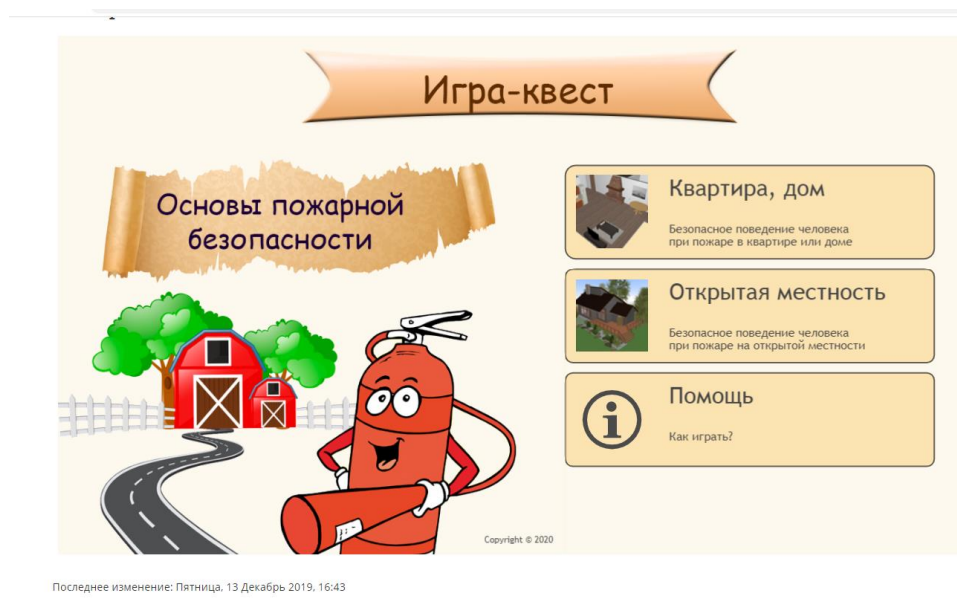 Игра-квест
Основы пожарной
безопасности
Квартира, дом
Безопасное поведение человека
при пожаре в квартире или доме
Открытая местность
Безопасное поведение человека
при пожаре на открытой местности
Помощь
Как играть?
Copyright © 2020
Последнее изменение: Пятница, 13 Декабрь 2019, 16:43